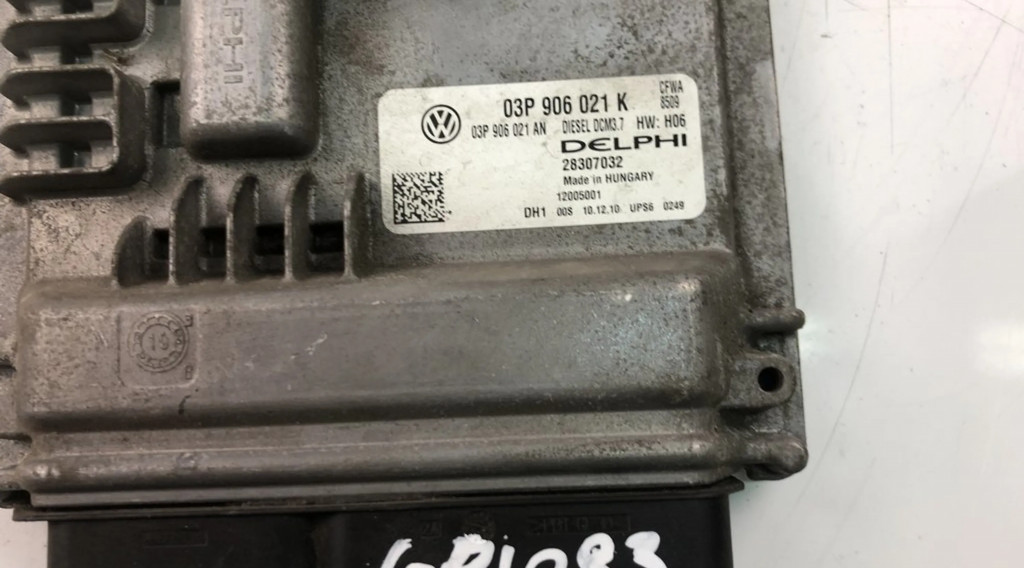 03P 906 021 K
CFWA
8509
03P 906 021 AN DIESEL DCM3.7 HW: H06
DELPHI
28307032
Made in HUNGARY
12005001
DH1 00S 10.12.10 UPS6 0249